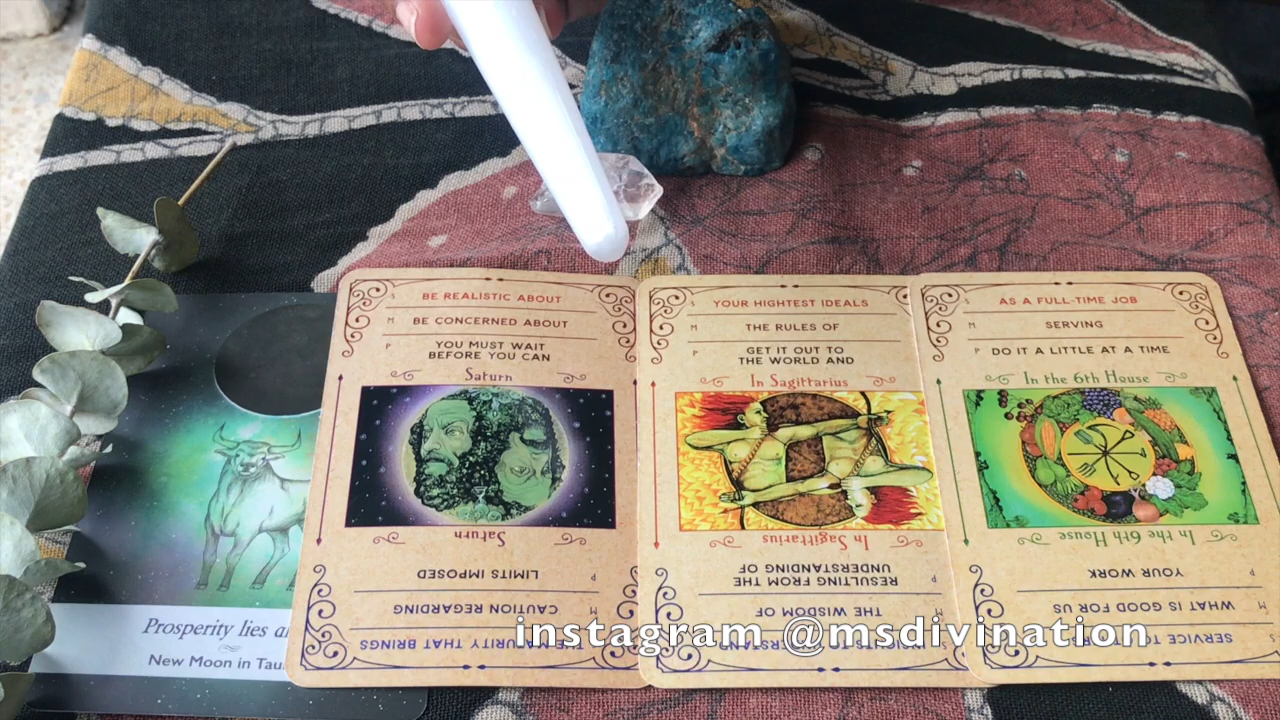 BE REALISTIC ABOUT
M BE CONCERNED ABOUT
P YOU MUST WAIT
BEFORE YOU CAN
Saturn
Saturn
LIMITS IMPOSED P
CAUTION REGARDING M
THE MATURITY THAT BRINGS
S YOUR HIGHTEST IDEALS
M THE RULES OF
P GET IT OUT TO
THE WORLD AND
In Sagittarius
In Sagittarius
RESULTING FROM THE P
UNDERSTANDING OF
THE WISDOM OF M
S AS A FULL-TIME JOB
M SERVING
P DO IT A LITTLE AT A TIME
In the 6th House
In the 6th House
YOUR WORK P
WHAT IS GOOD FOR US M
SERVICE TO S
Prosperity lies
New Moon in
instagram @msdivination